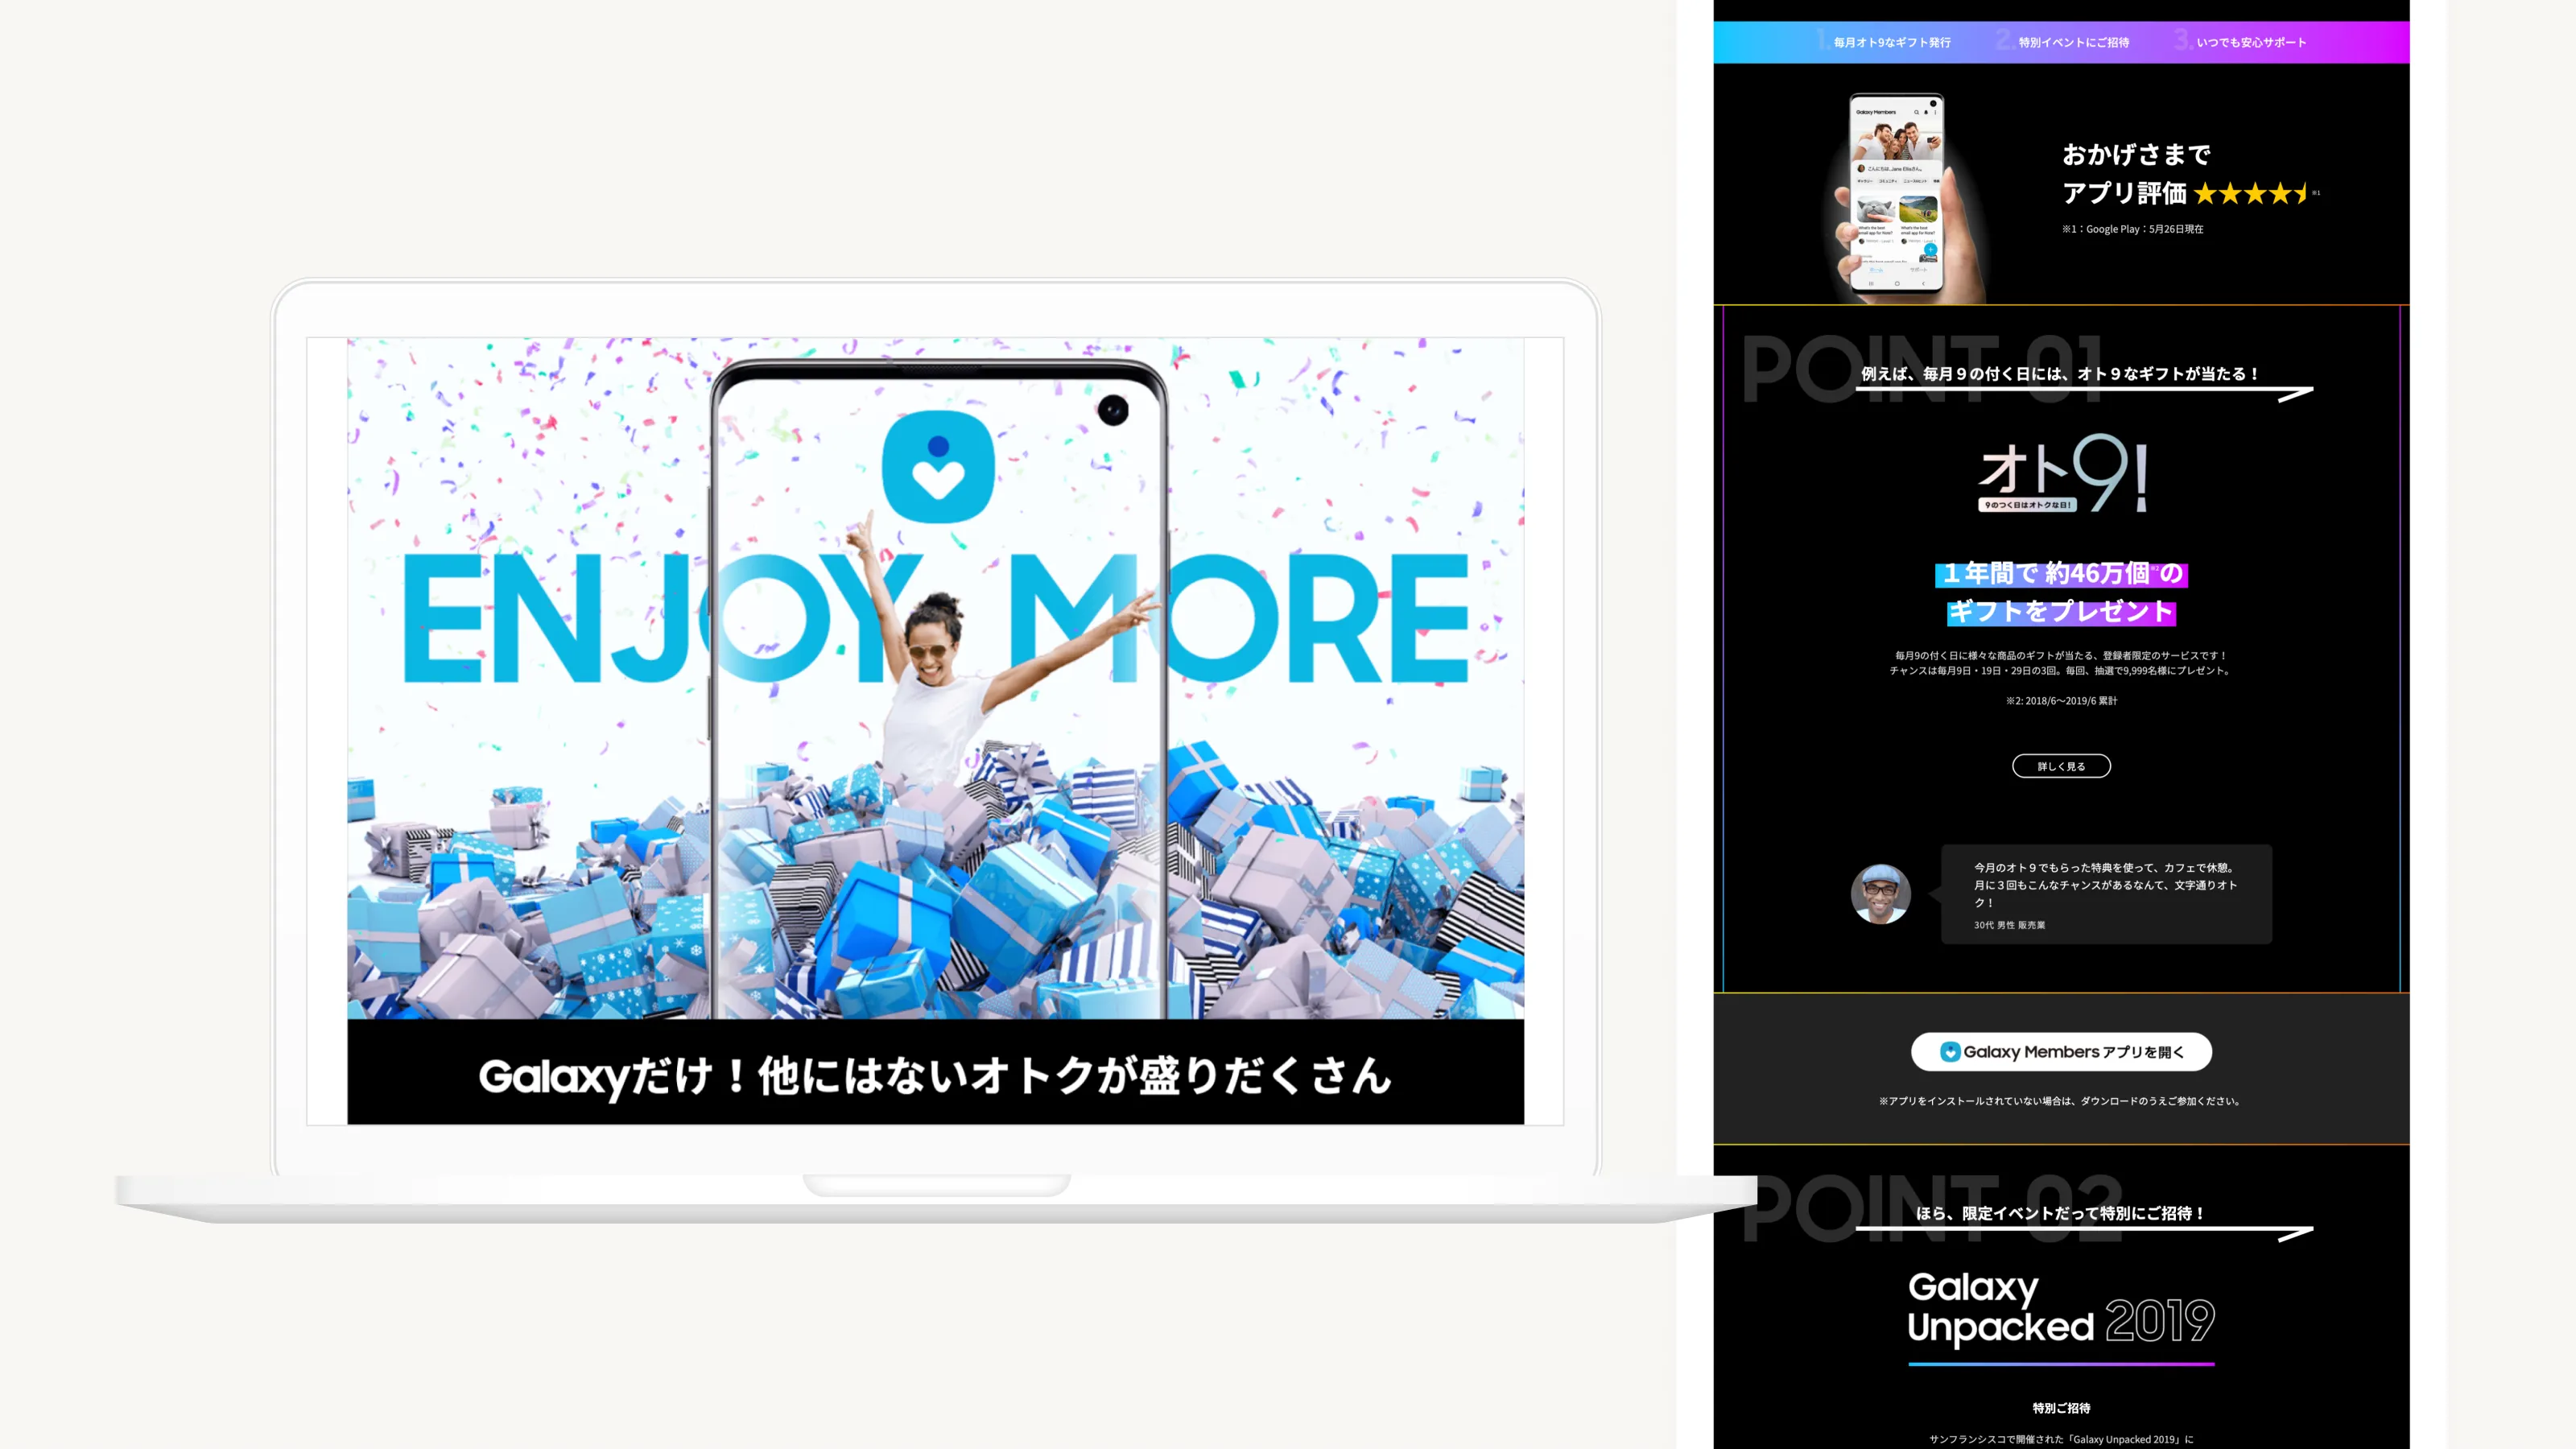 ENJOY MORE
Galaxyだけ！他にはないオトクが盛りだくさん
1. 毎月オト9なギフト発行
2. 特別イベントにご招待
3. いつでも安心サポート
Galaxy Members
おかげさまで
アプリ評価 ★★★★ ※1
※1：Google Play：5月26日現在
POINT 01
例えば、毎月９の付く日には、オト９なギフトが当たる！
オト9!
9のつく日はオトクな日!
１年間で 約46万個※2の
ギフトをプレゼント
毎月9の付く日に様々な商品のギフトが当たる、登録者限定のサービスです！
チャンスは毎月9日・19日・29日の3回。毎回、抽選で9,999名様にプレゼント。
※2: 2018/6〜2019/6 累計
詳しく見る
今月のオト９でもらった特典を使って、カフェで休憩。
月に３回もこんなチャンスがあるなんて、文字通りオト
ク！
30代 男性 販売業
Galaxy Members アプリを開く
※アプリをインストールされていない場合は、ダウンロードのうえご参加ください。
POINT 02
ほら、限定イベントだって特別にご招待！
Galaxy
Unpacked 2019
特別ご招待
サンフランシスコで開催された「Galaxy Unpacked 2019」に